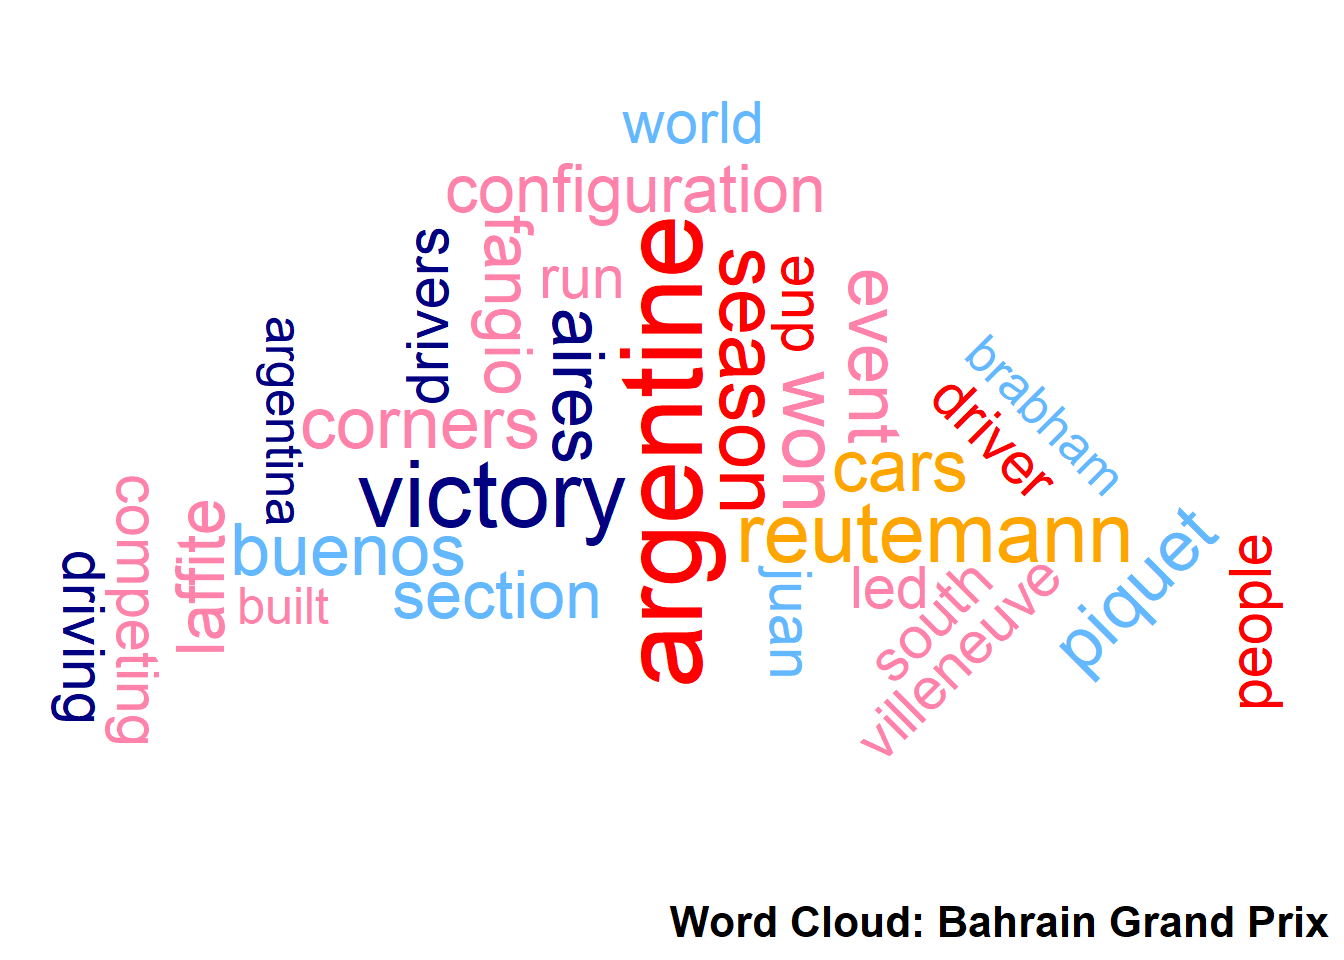 world
configuration
drivers
fangio
run
argentine
season
due
event
aires
argentina
won
brabham
driver
corners
cars
victory
reutemann
competing
laffite
buenos
piquet
driving
built
section
juan
led
south
villeneuve
people
Word Cloud: Bahrain Grand Prix